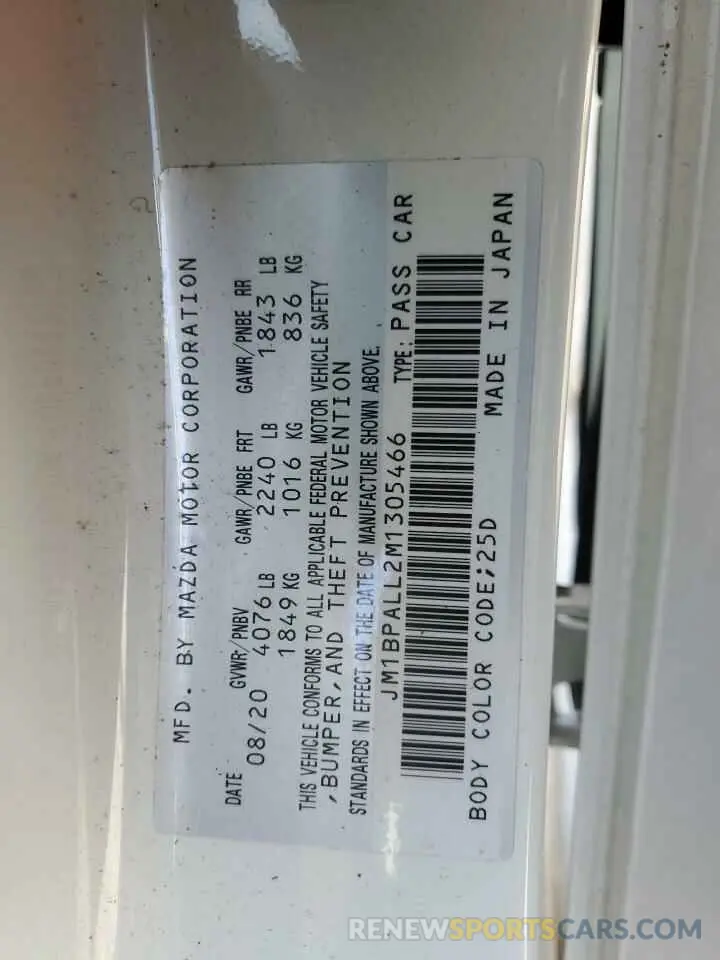 MFD. BY MAZDA MOTOR CORPORATION
DATE GVWR/PNBV GAWR/PNBE FRT GAWR/PNBE RR
08/20 4076 LB 2240 LB 1843 LB
1849 KG 1016 KG 836 KG
THIS VEHICLE CONFORMS TO ALL APPLICABLE FEDERAL MOTOR VEHICLE SAFETY
,BUMPER,AND THEFT PREVENTION
STANDARDS IN EFFECT ON THE DATE OF MANUFACTURE SHOWN ABOVE.
JM1BPALL2M1305466 TYPE: PASS CAR
BODY COLOR CODE;25D MADE IN JAPAN
RENEWSPORTSCARS.COM